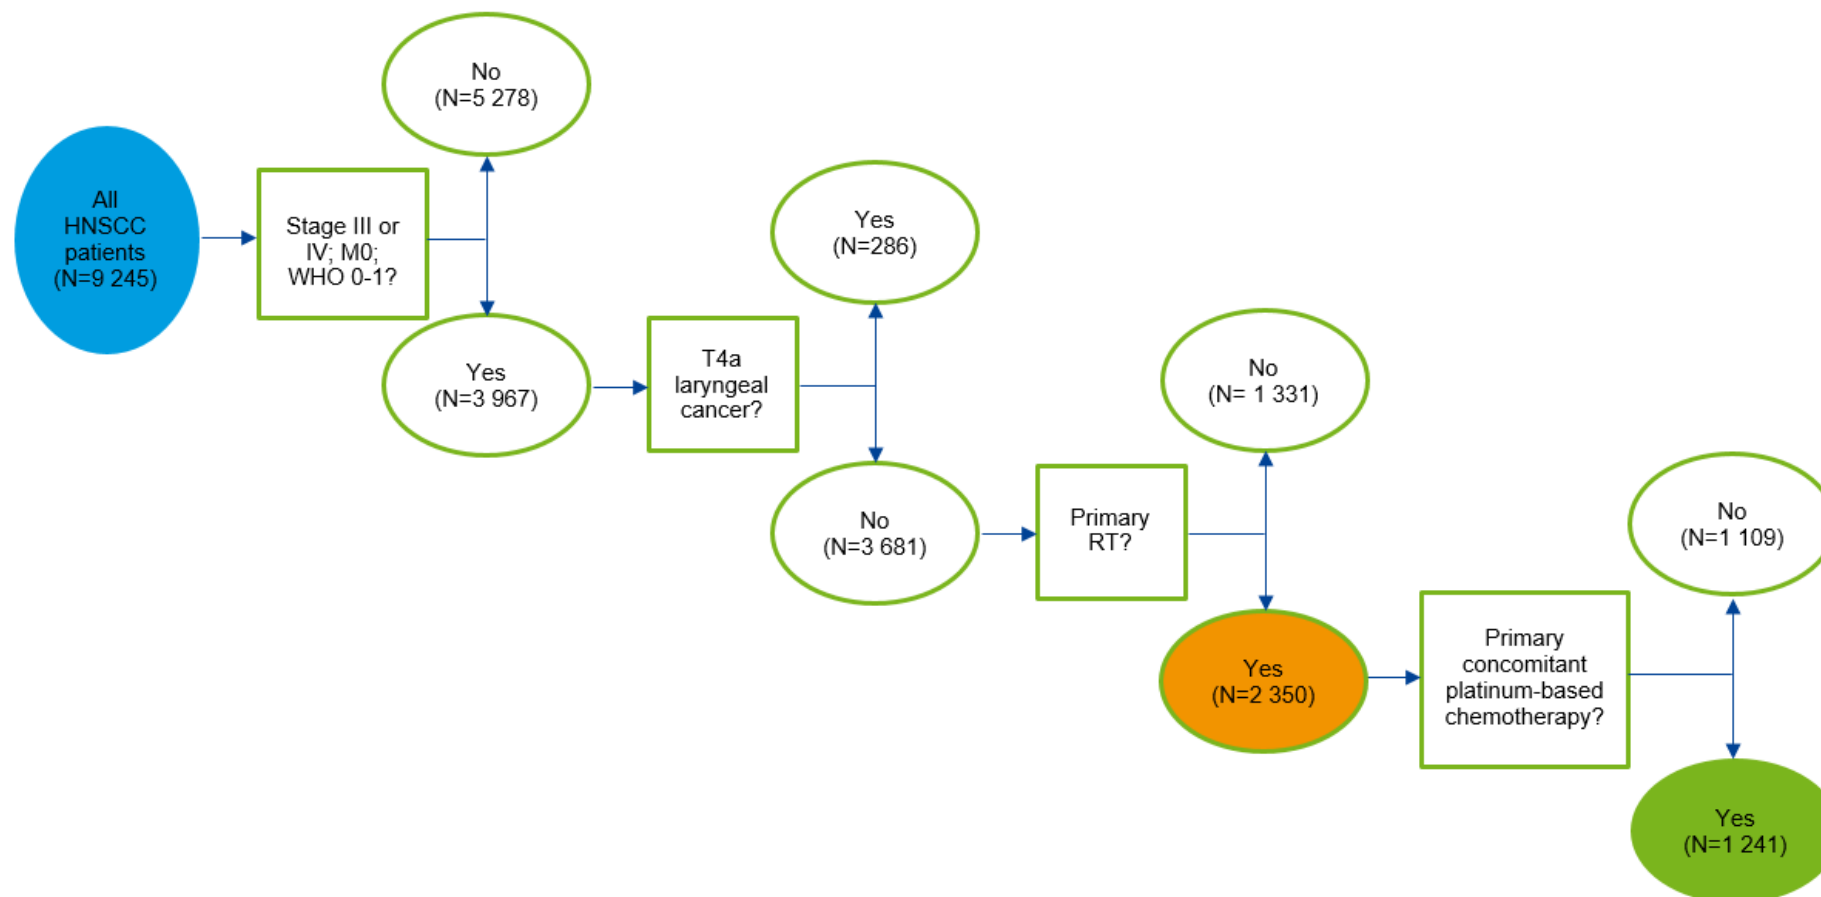 All
HNSCC
patients
(N=9 245)
Stage III or
IV; M0;
WHO 0-1?
No
(N=5 278)
Yes
(N=3 967)
T4a
laryngeal
cancer?
Yes
(N=286)
No
(N=3 681)
Primary
RT?
No
(N= 1 331)
Yes
(N=2 350)
Primary
concomitant
platinum-based
chemotherapy?
No
(N=1 109)
Yes
(N=1 241)